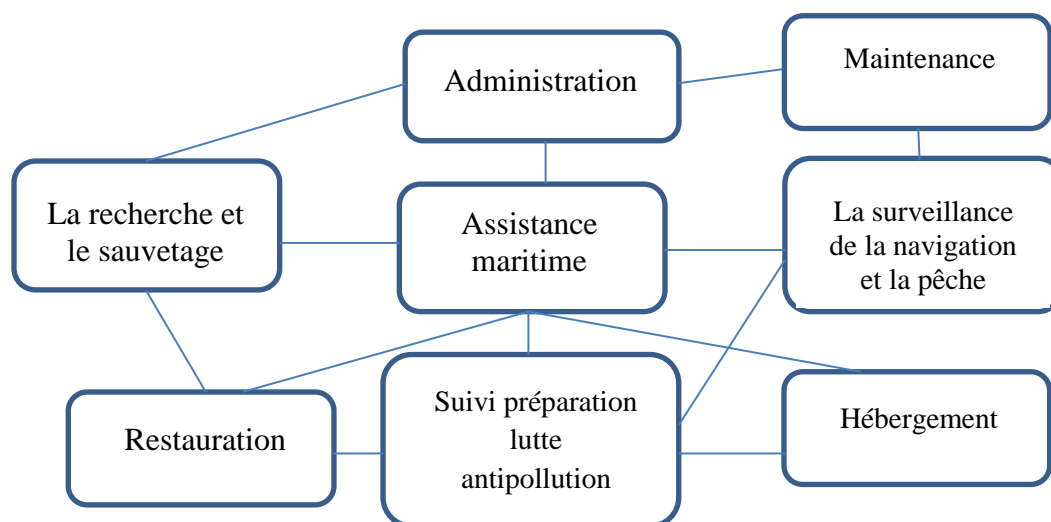 Administration
Maintenance
La recherche et
le sauvetage
Assistance
maritime
La surveillance
de la navigation
et la pêche
Restauration
Suivi préparation
lutte
antipollution
Hébergement